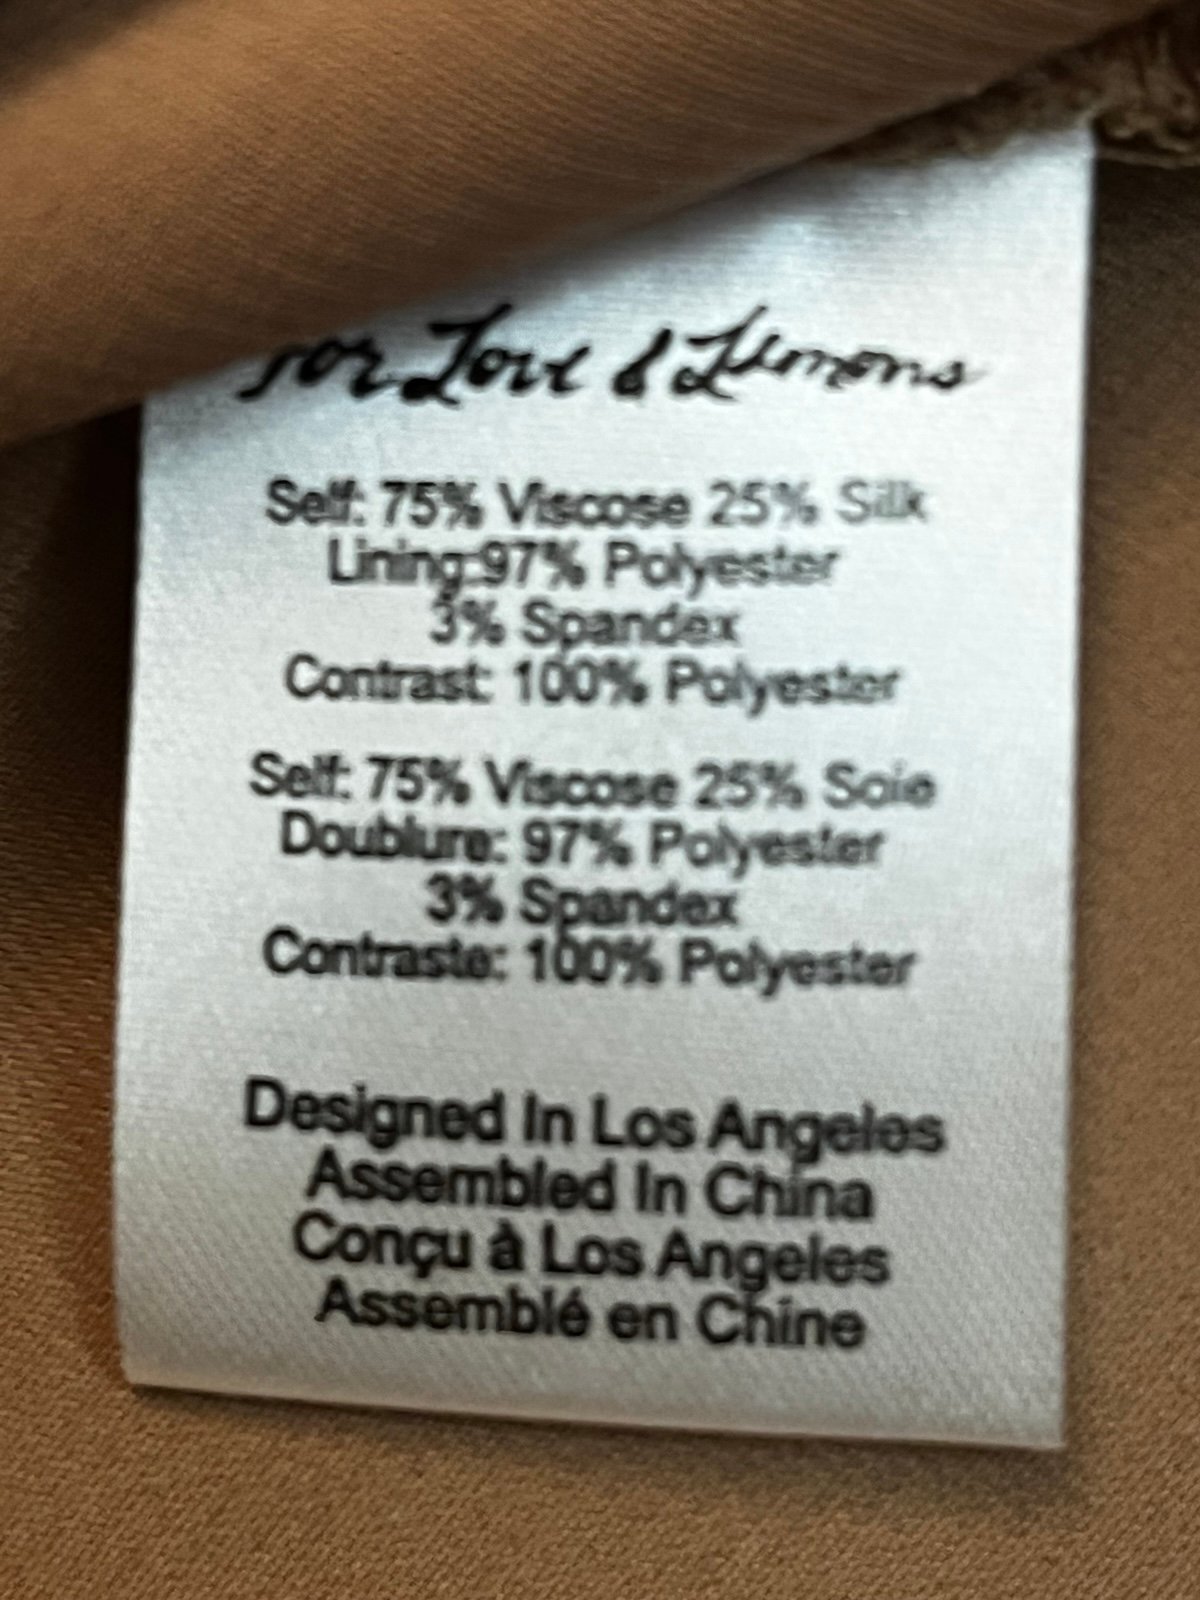 For Love & Lemons
Self: 75% Viscose 25% Silk
Lining:97% Polyester
3% Spandex
Contrast: 100% Polyester
Self: 75% Viscose 25% Soie
Doublure: 97% Polyester
3% Spandex
Contraste: 100% Polyester
Designed In Los Angeles
Assembled In China
Conçu à Los Angeles
Assemblé en Chine